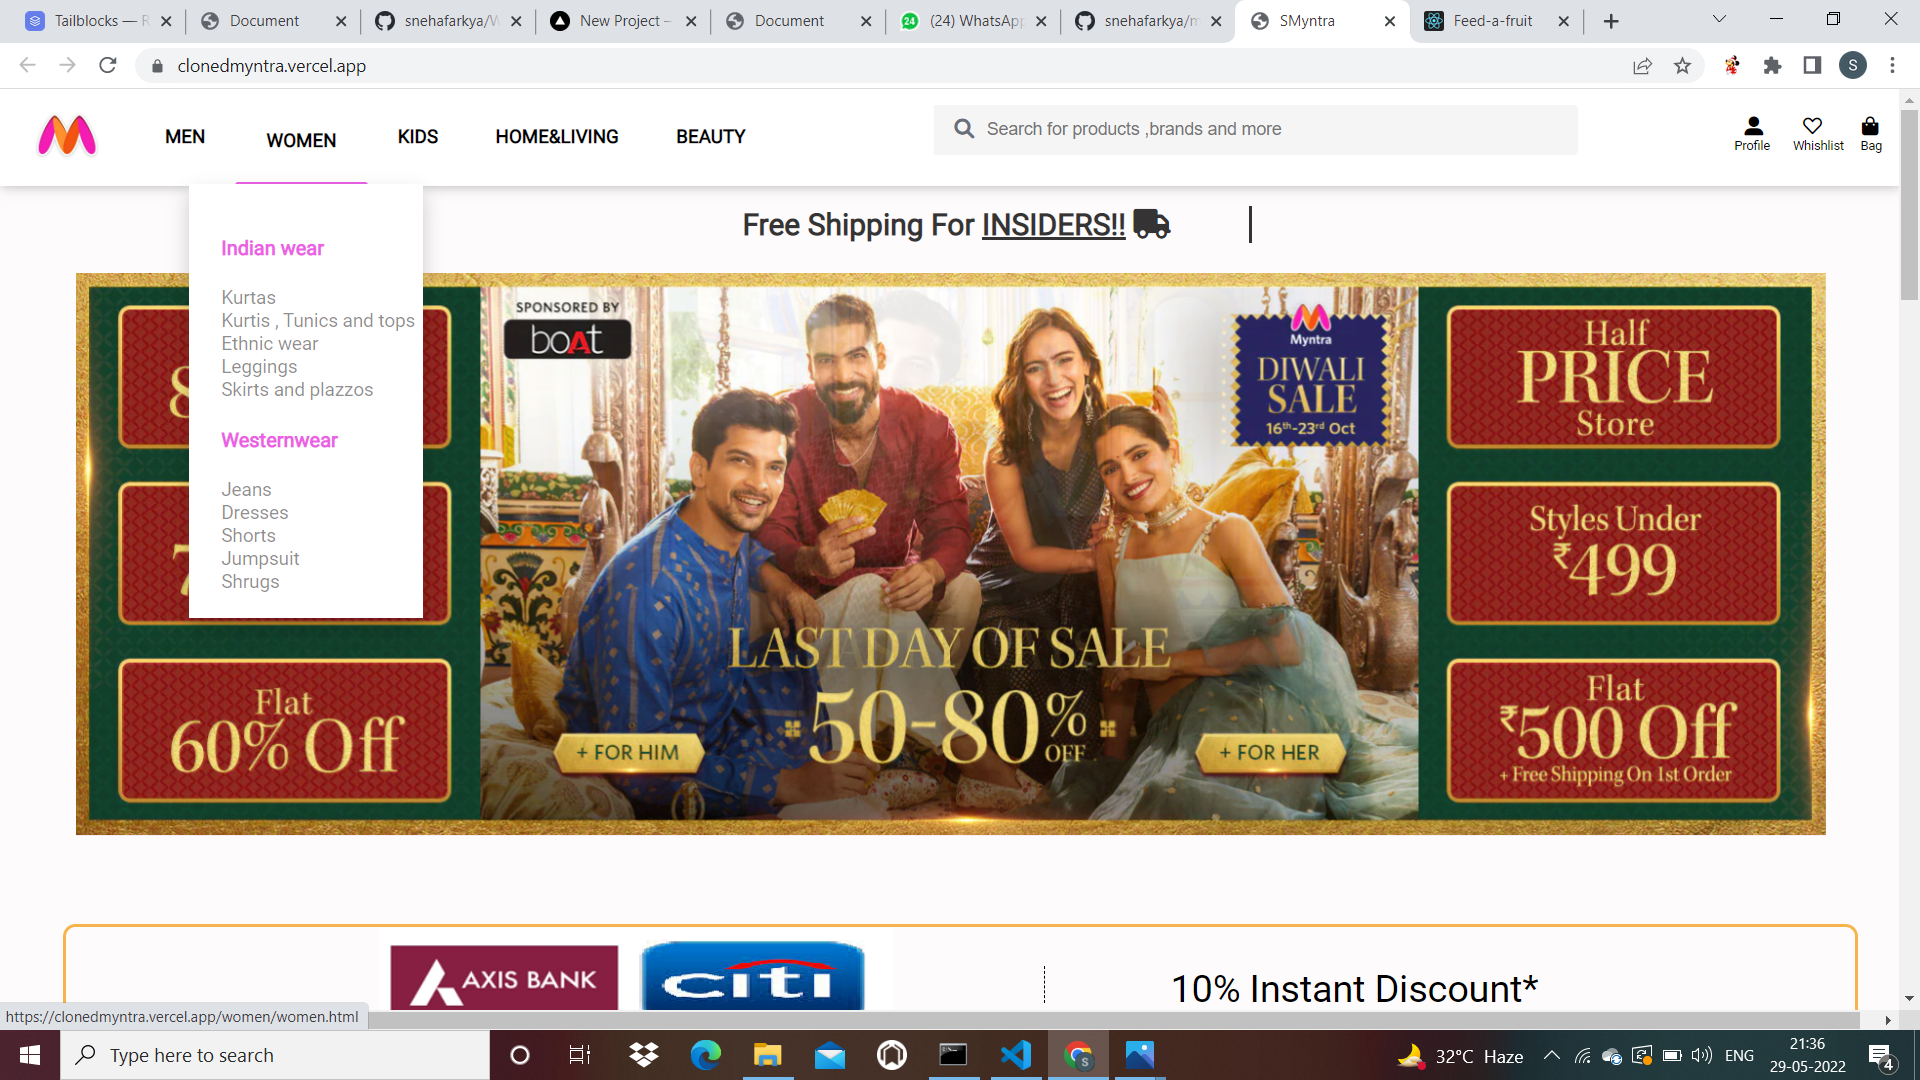 Tailblocks — R
Document
snehafarkya/W
New Project –
Document
(24) WhatsApp
snehafarkya/m
SMyntra
Feed-a-fruit
clonedmyntra.vercel.app
S
MEN
WOMEN
KIDS
HOME&LIVING
BEAUTY
Search for products ,brands and more
Profile
Whishlist
Bag
Free Shipping For INSIDERS!!
Indian wear
Kurtas
Kurtis , Tunics and tops
Ethnic wear
Leggings
Skirts and plazzos
Westernwear
Jeans
Dresses
Shorts
Jumpsuit
Shrugs
8
7
Flat
60% Off
SPONSORED BY
boAt
Myntra
DIWALI
SALE
16th-23rd Oct
LAST DAY OF SALE
50-80% OFF
+ FOR HIM
+ FOR HER
Half
PRICE
Store
Styles Under
₹499
Flat
₹500 Off
+ Free Shipping On 1st Order
AXIS BANK
citi
10% Instant Discount*
https://clonedmyntra.vercel.app/women/women.html
Type here to search
32°C Haze
ENG
21:36
29-05-2022
4